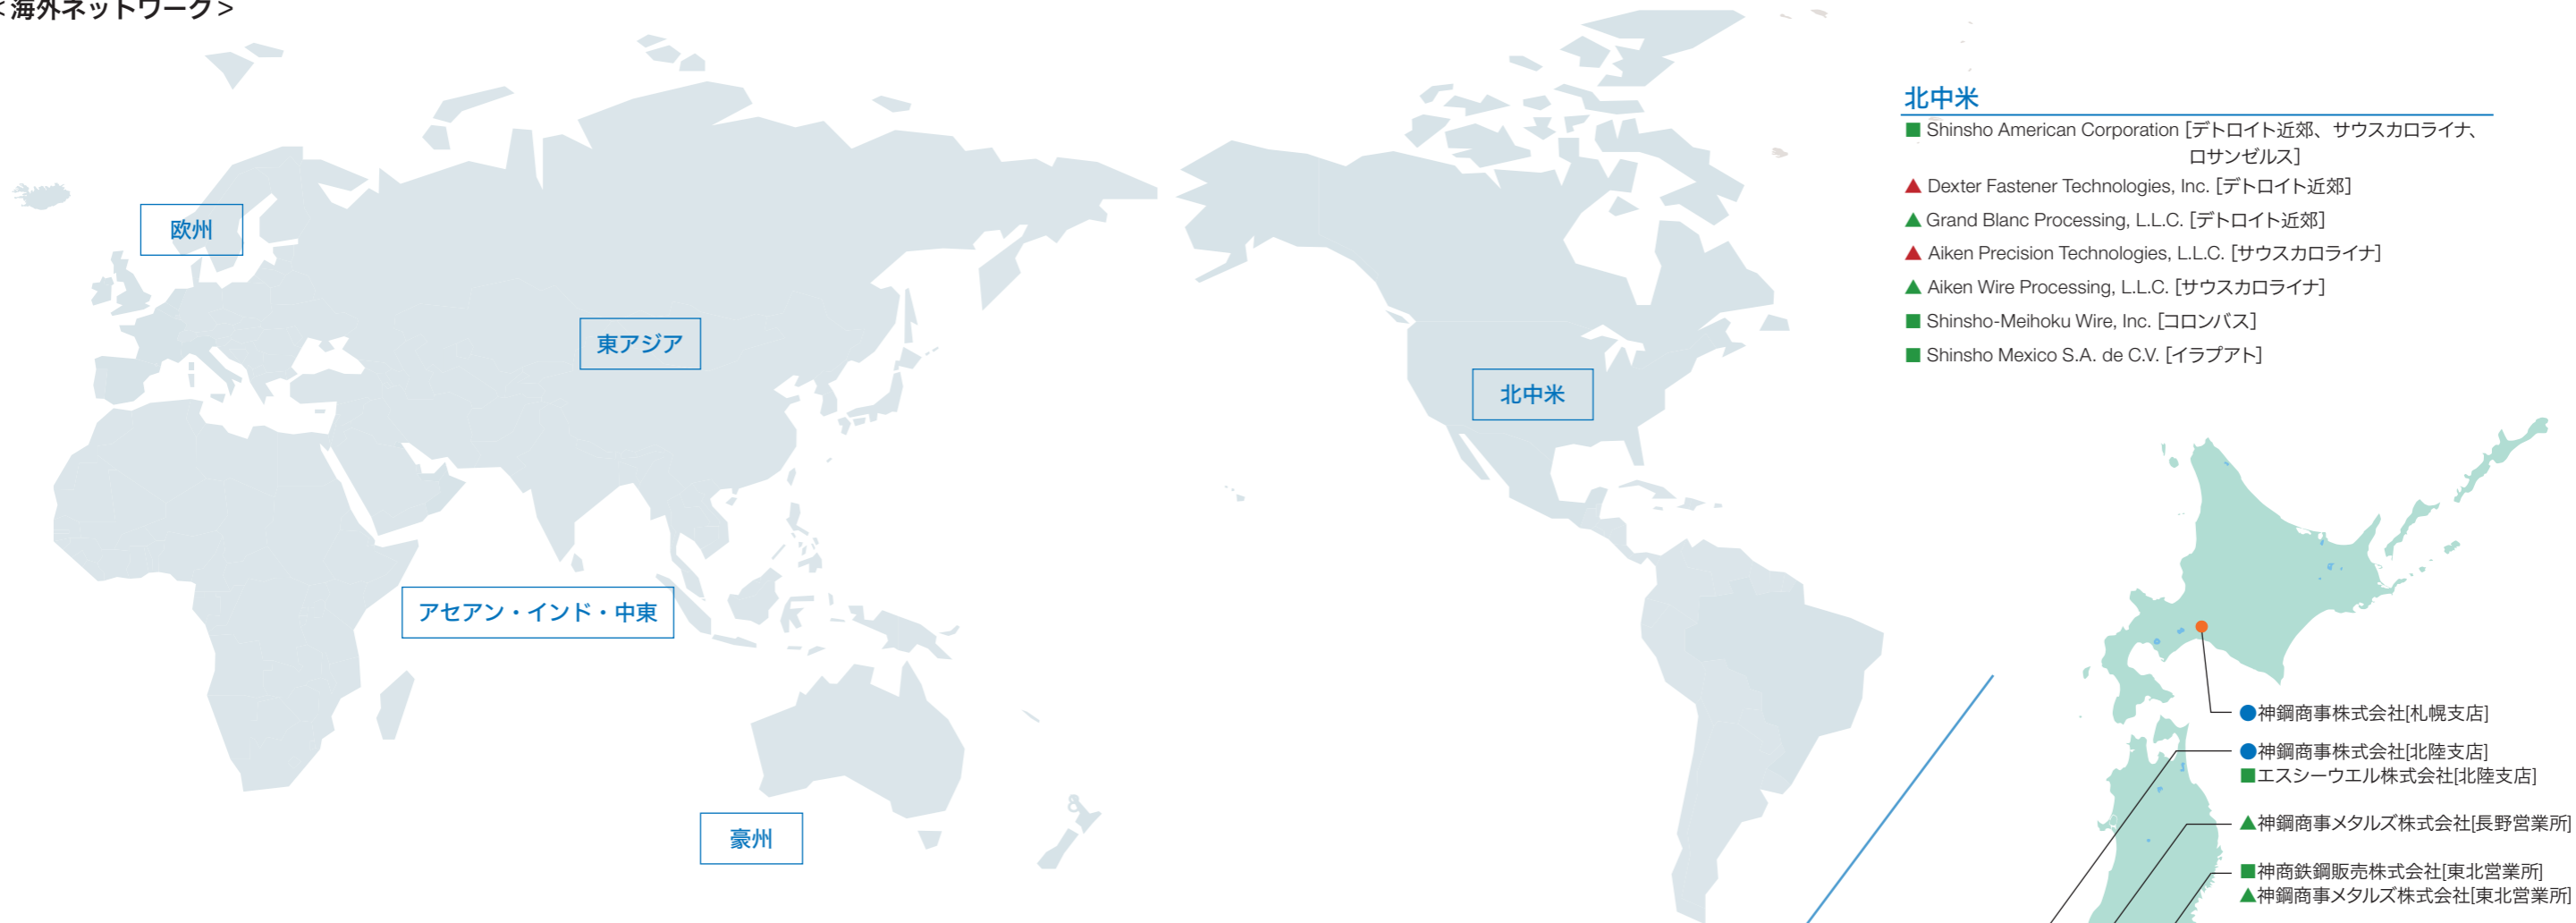 <海外ネットワーク>
欧州
東アジア
北中米
アセアン・インド・中東
豪州
北中米
■ Shinsho American Corporation [デトロイト近郊、サウスカロライナ、
ロサンゼルス]
▲ Dexter Fastener Technologies, Inc. [デトロイト近郊]
▲ Grand Blanc Processing, L.L.C. [デトロイト近郊]
▲ Aiken Precision Technologies, L.L.C. [サウスカロライナ]
▲ Aiken Wire Processing, L.L.C. [サウスカロライナ]
■ Shinsho-Meihoku Wire, Inc. [コロンバス]
■ Shinsho Mexico S.A. de C.V. [イラプアト]
●神鋼商事株式会社[札幌支店]
●神鋼商事株式会社[北陸支店]
■エスシーウエル株式会社[北陸支店]
▲神鋼商事メタルズ株式会社[長野営業所]
■神商鉄鋼販売株式会社[東北営業所]
▲神鋼商事メタルズ株式会社[東北営業所]